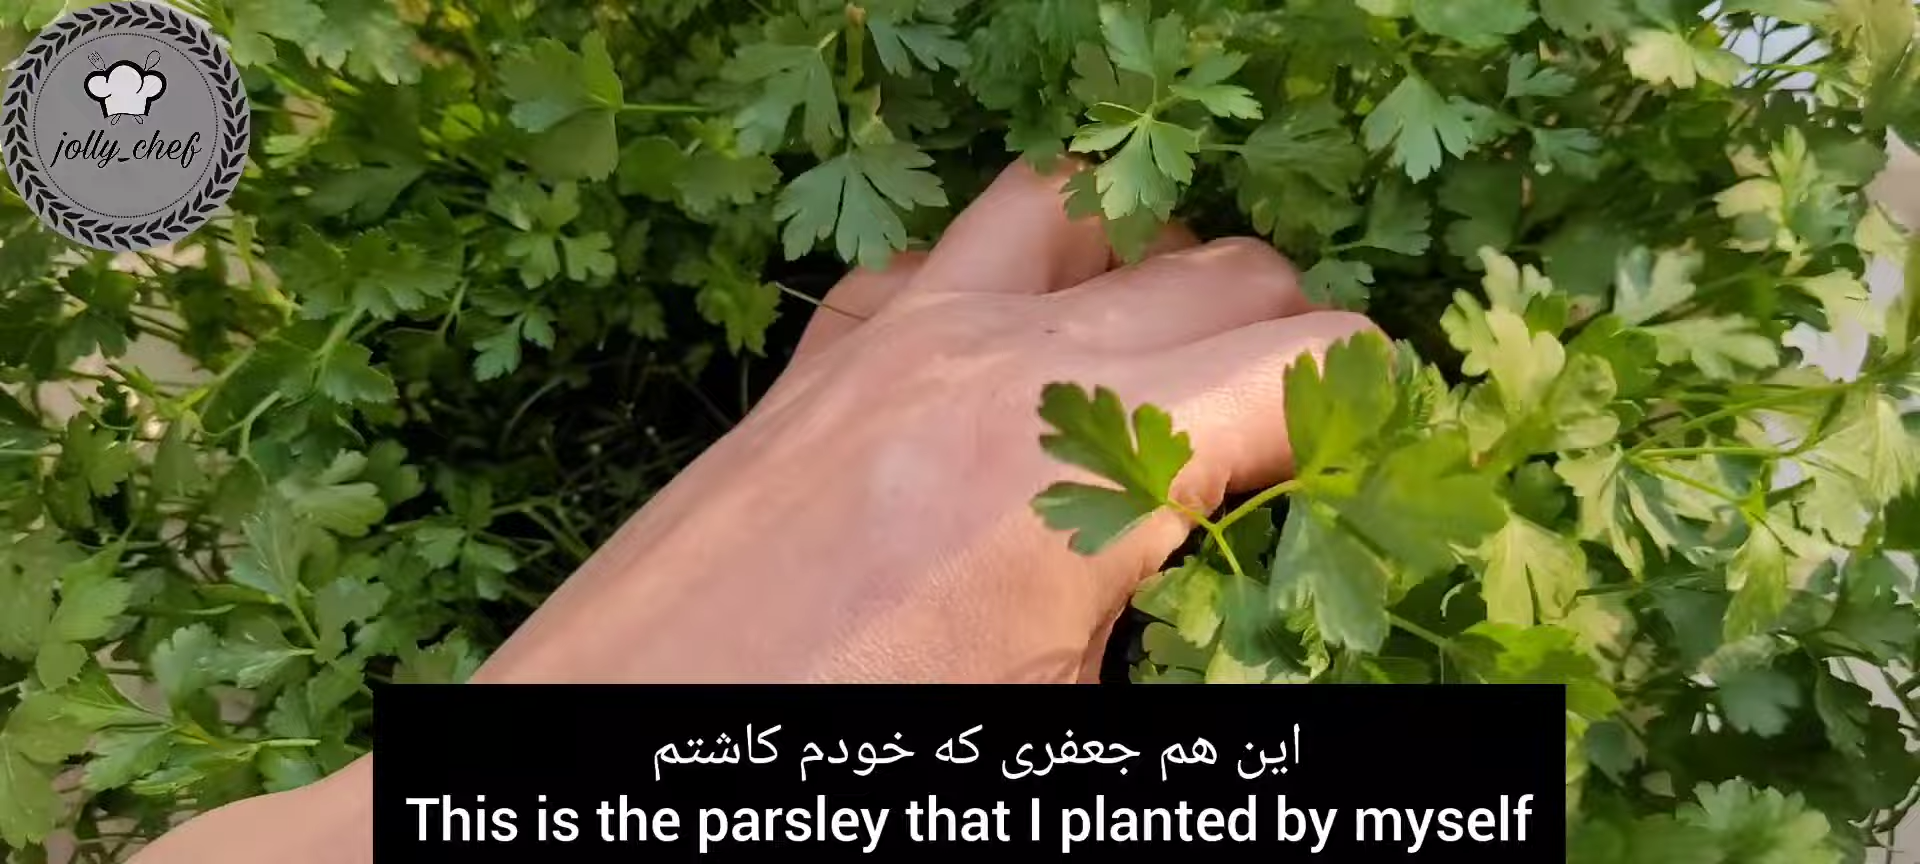 jolly_chef
این هم جعفری که خودم کاشتم
This is the parsley that I planted by myself